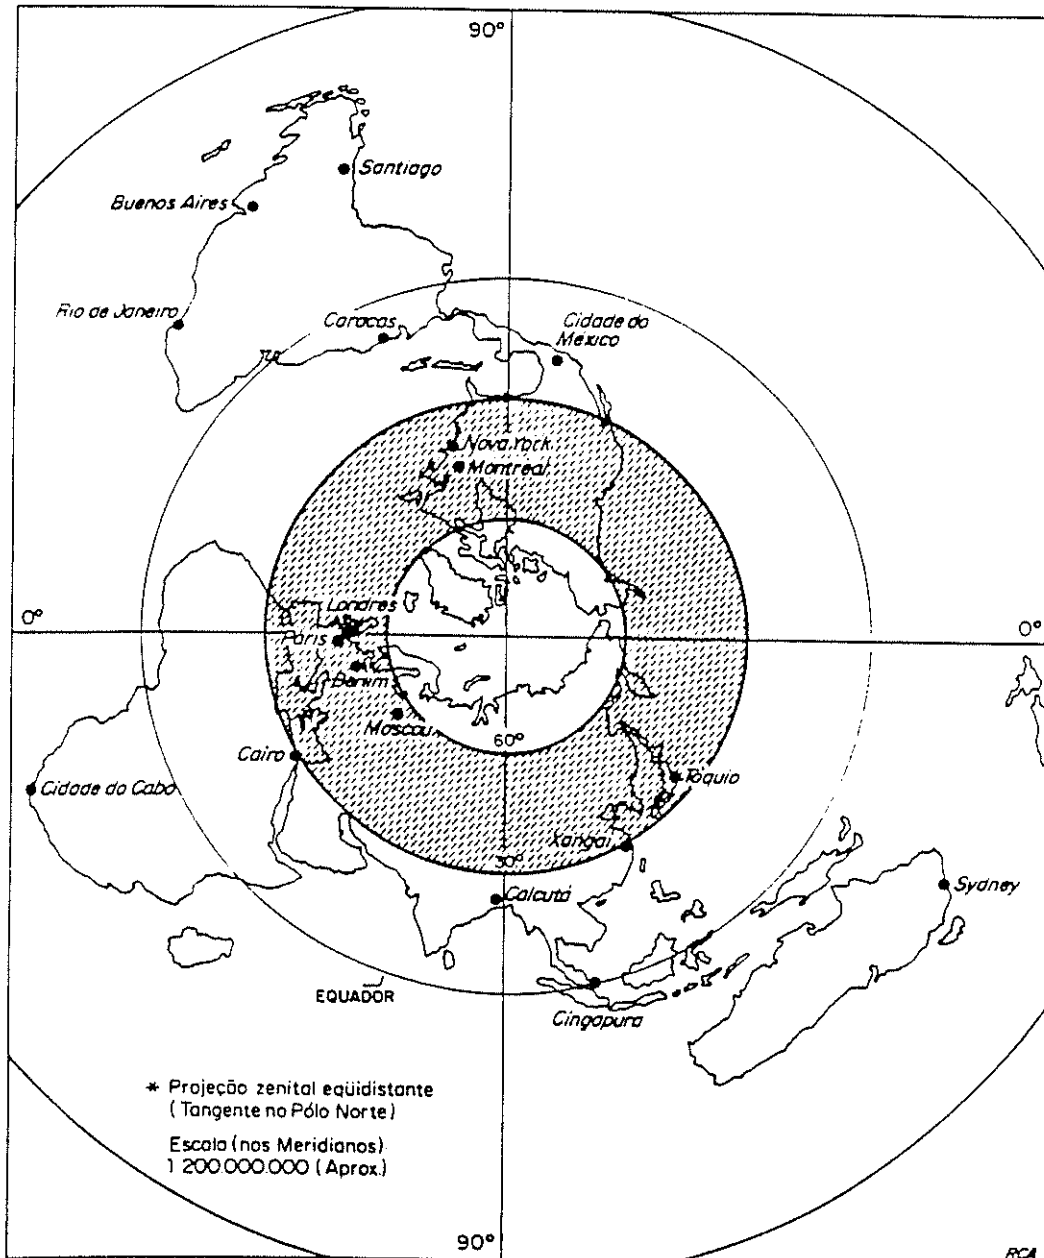 90°
Santiago
Buenos Aires
Rio de Janeiro
Caracas
Cidade do
México
Nova.York
Montreal
Londres
0°
0°
Paris
Berlim
Moscou
60°
Cairo
Tóquio
Cidade do Cabo
Xangai
30°
Calcutá
Sydney
EQUADOR
Cingapura
* Projeção zenital eqüidistante
(Tangente no Pólo Norte)
Escala (nos Meridianos)
1 200.000.000 (Aprox.)
90°
RCA